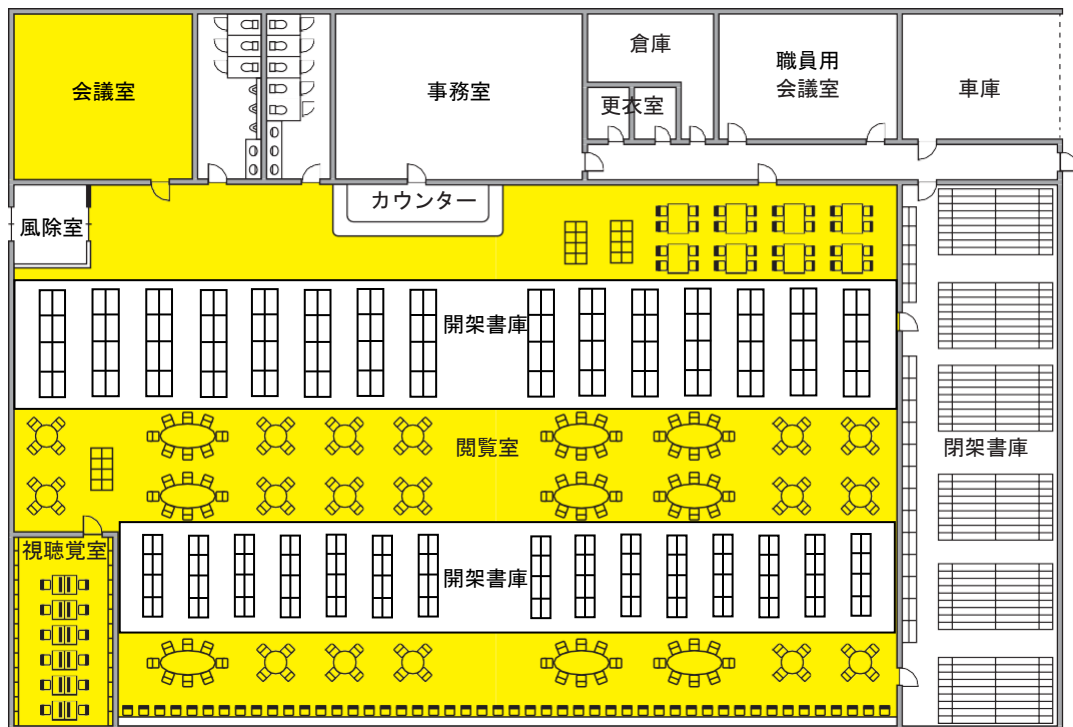 会議室
事務室
倉庫
更衣室
職員用
会議室
車庫
風除室
カウンター
開架書庫
閲覧室
閉架書庫
視聴覚室
開架書庫